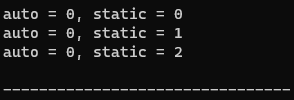 auto = 0, static = 0
auto = 0, static = 1
auto = 0, static = 2
--------------------------------